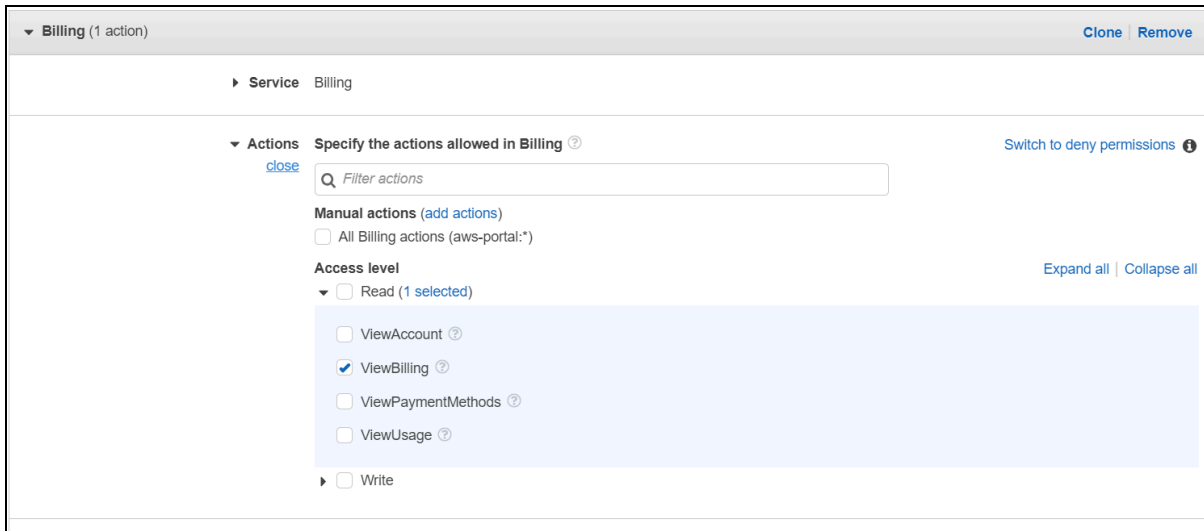 Billing (1 action) Clone Remove
Service Billing
Actions Specify the actions allowed in Billing Switch to deny permissions
close
Filter actions
Manual actions (add actions)
All Billing actions (aws-portal:*)
Access level Expand all Collapse all
Read (1 selected)
ViewAccount
ViewBilling
ViewPaymentMethods
ViewUsage
Write